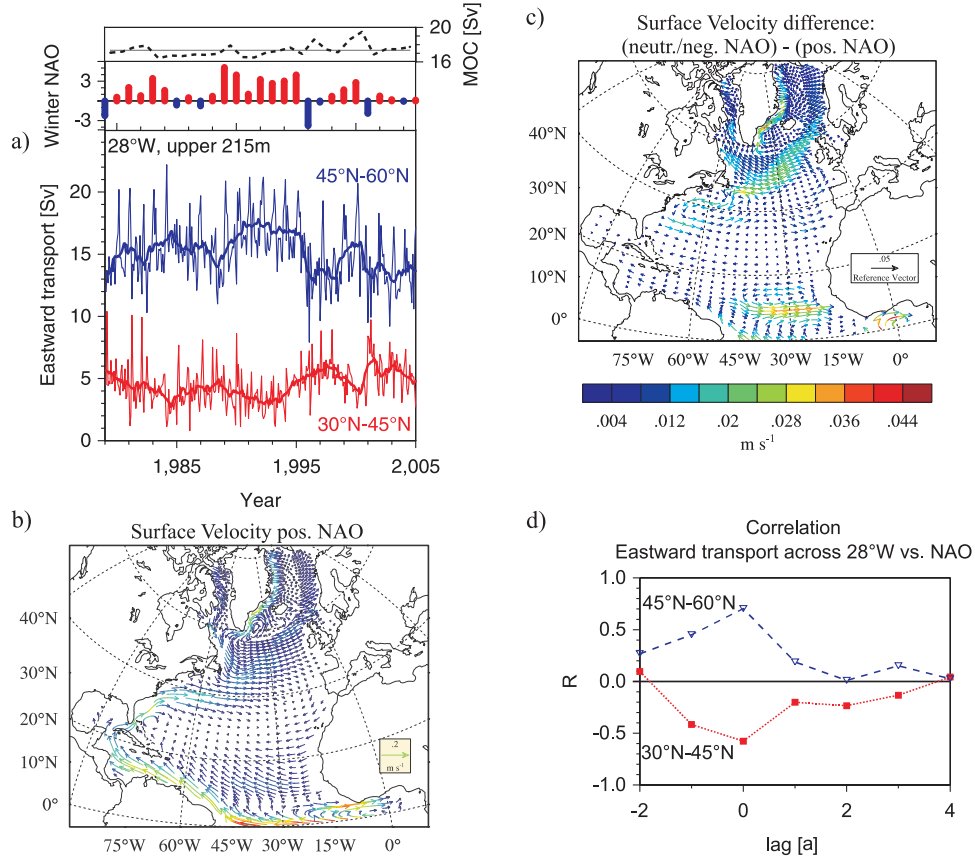 20
16
MOC [Sv]
3
-3
Winter NAO
a)
28°W, upper 215m
45°N-60°N
30°N-45°N
20
15
10
5
0
Eastward transport [Sv]
1,985
1,995
2,005
Year
c)
Surface Velocity difference:
(neutr./neg. NAO) - (pos. NAO)
40°N
30°N
20°N
10°N
0°
.05
Reference Vector
75°W
60°W
45°W
30°W
15°W
0°
.004
.012
.02
.028
.036
.044
m s-1
b)
Surface Velocity pos. NAO
40°N
30°N
20°N
10°N
0°
.2
m s-1
75°W
60°W
45°W
30°W
15°W
0°
d)
Correlation
Eastward transport across 28°W vs. NAO
1.0
0.5
0.0
-0.5
-1.0
R
45°N-60°N
30°N-45°N
-2
0
2
4
lag [a]